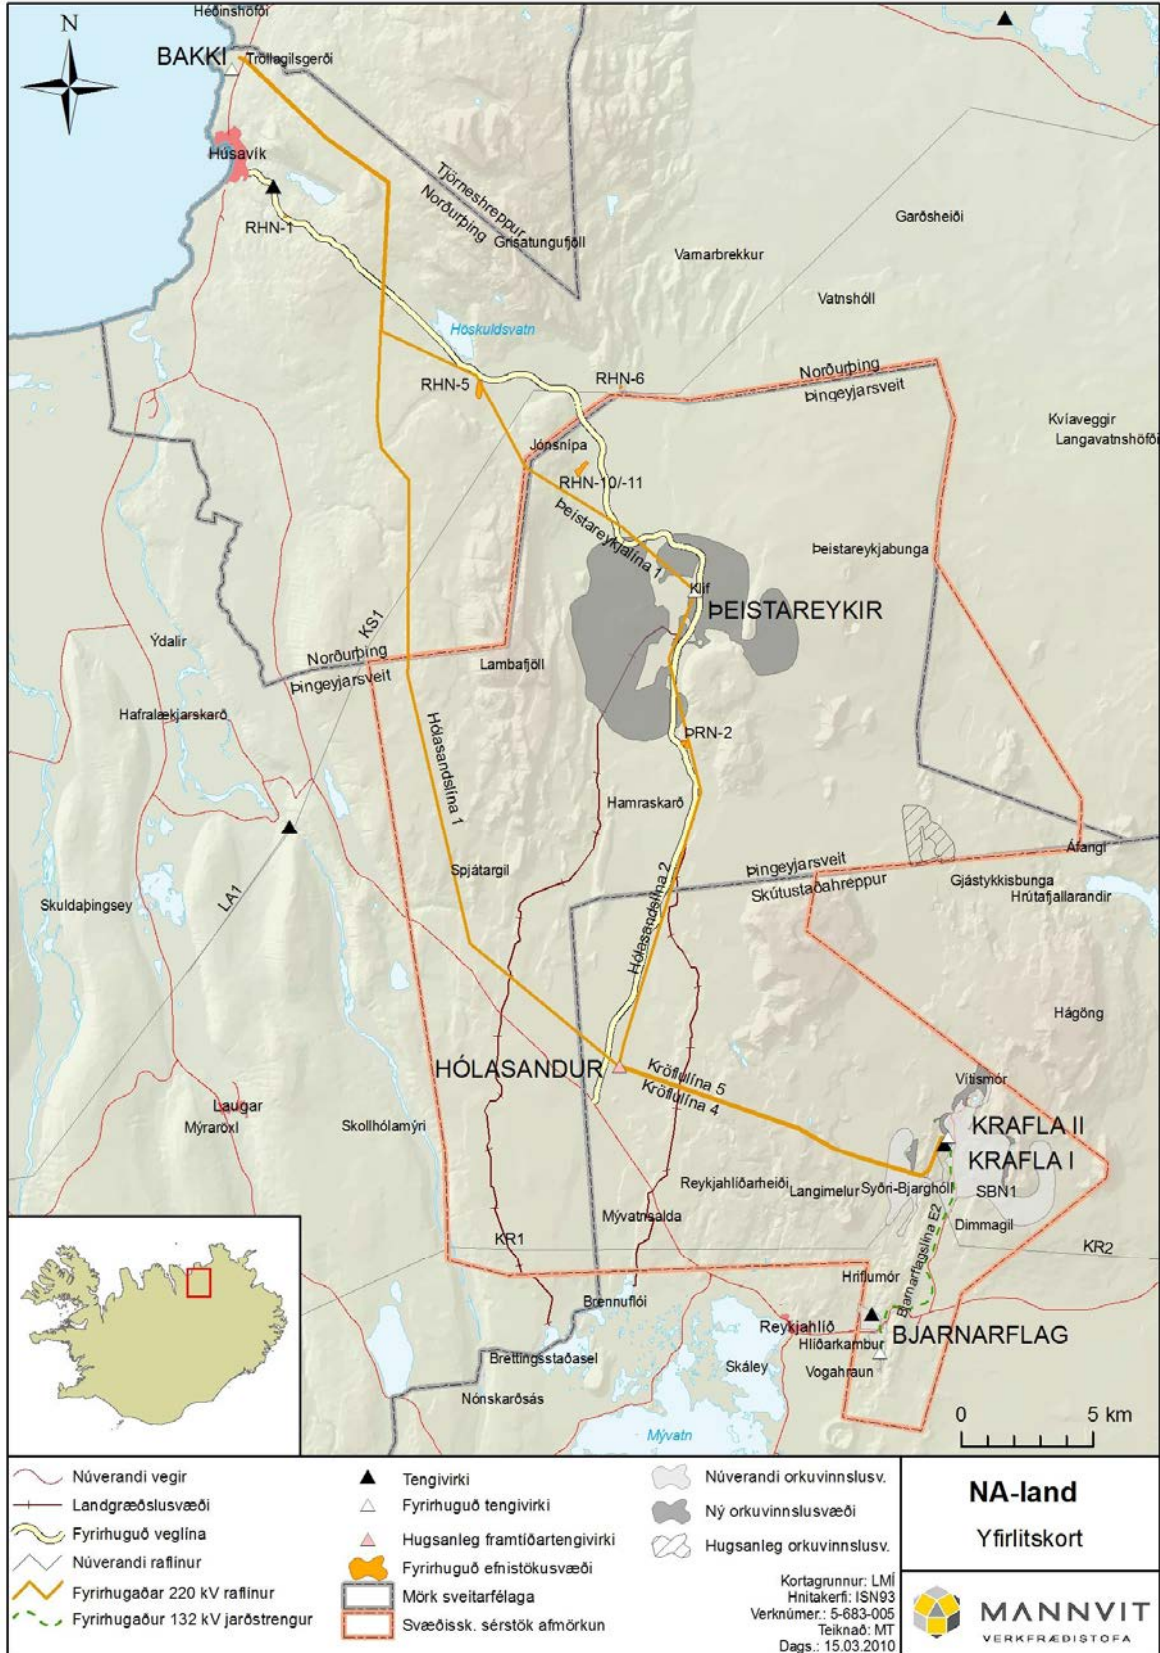 Héðinshöfði
N
BAKKI
Tröllagilsgerði
Húsavík
RHN-1
Tjörneshreppur
Norðurþing
Grísatungufjöll
Garðsheiði
Vamarbrekkur
Vatnshóll
Höskuldsvatn
RHN-5
RHN-6
Norðurþing
Þingeyjarsveit
Kvíaveggir
Langavatnshöfði
Jónsnípa
RHN-10/-11
Þeistareykjalína 1
Þeistareykjabunga
Klif
ÞEISTAREYKIR
KS1
Ýdalir
Norðurþing
Þingeyjarsveit
Lambafjöll
Hafralækjarskarð
Hólasandslína 1
ÞRN-2
Hamraskarð
Spjátargil
Áfangi
Þingeyjarsveit
Skútustaðahreppur
Gjástykkisbunga
Hrútafjallarandir
LA1
Skuldaþingsey
Hólasandslína 2
Hágöng
HÓLASANDUR
Kröflulína 5
Kröflulína 4
Vítismór
Laugar
Mýraröxl
Skollhólamýri
KRAFLA II
KRAFLA I
Reykjahlíðarheiði
Langimelur
Syðri-Bjarghóll
SBN1
Mývatnsalda
Dimmagil
KR1
KR2
Bjarnarflagslína E2
Hriflumór
Brennuflói
Reykjahlíð
BJARNARFLAG
Hlíðarkambur
Brettingsstaðasel
Skáley
Vogahraun
Nónskarðsás
Mývatn
0 5 km
Núverandi vegir
Landgræðslusvæði
Fyrirhuguð veglína
Núverandi raflínur
Fyrirhugaðar 220 kV raflínur
Fyrirhugaður 132 kV jarðstrengur
Tengivirki
Fyrirhuguð tengivirki
Hugsanleg framtíðartengivirki
Fyrirhuguð efnistökusvæði
Mörk sveitarfélaga
Svæðissk. sérstök afmörkun
Núverandi orkuvinnslusv.
Ný orkuvinnslusvæði
Hugsanleg orkuvinnslusv.
Kortagrunnur: LMÍ
Hnitakerfi: ISN93
Verknúmer.: 5-683-005
Teiknað: MT
Dags.: 15.03.2010
NA-land
Yfirlitskort
MANNVIT
VERKFRÆÐISTOFA